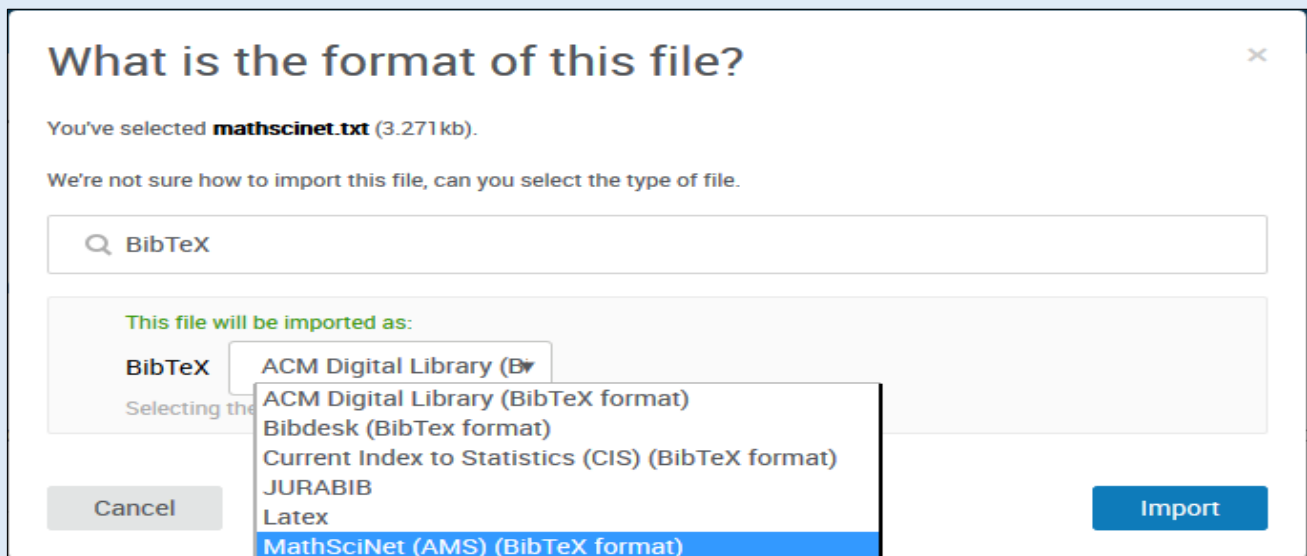 What is the format of this file?
×
You've selected mathscinet.txt (3.271kb).
We're not sure how to import this file, can you select the type of file.
BibTeX
This file will be imported as:
BibTeX ACM Digital Library (B
Selecting the
ACM Digital Library (BibTeX format)
Bibdesk (BibTex format)
Current Index to Statistics (CIS) (BibTeX format)
JURABIB
Latex
MathSciNet (AMS) (BibTeX format)
Cancel
Import